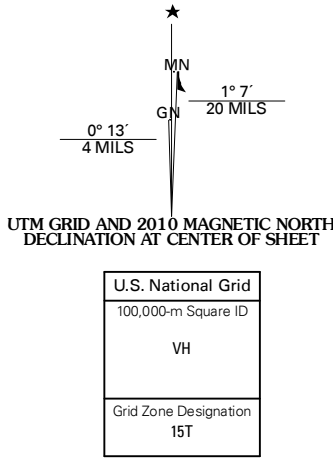 ★
MN
1° 7´
20 MILS
GN
0° 13´
4 MILS
UTM GRID AND 2010 MAGNETIC NORTH
DECLINATION AT CENTER OF SHEET
U.S. National Grid
100,000-m Square ID
VH
Grid Zone Designation
15T